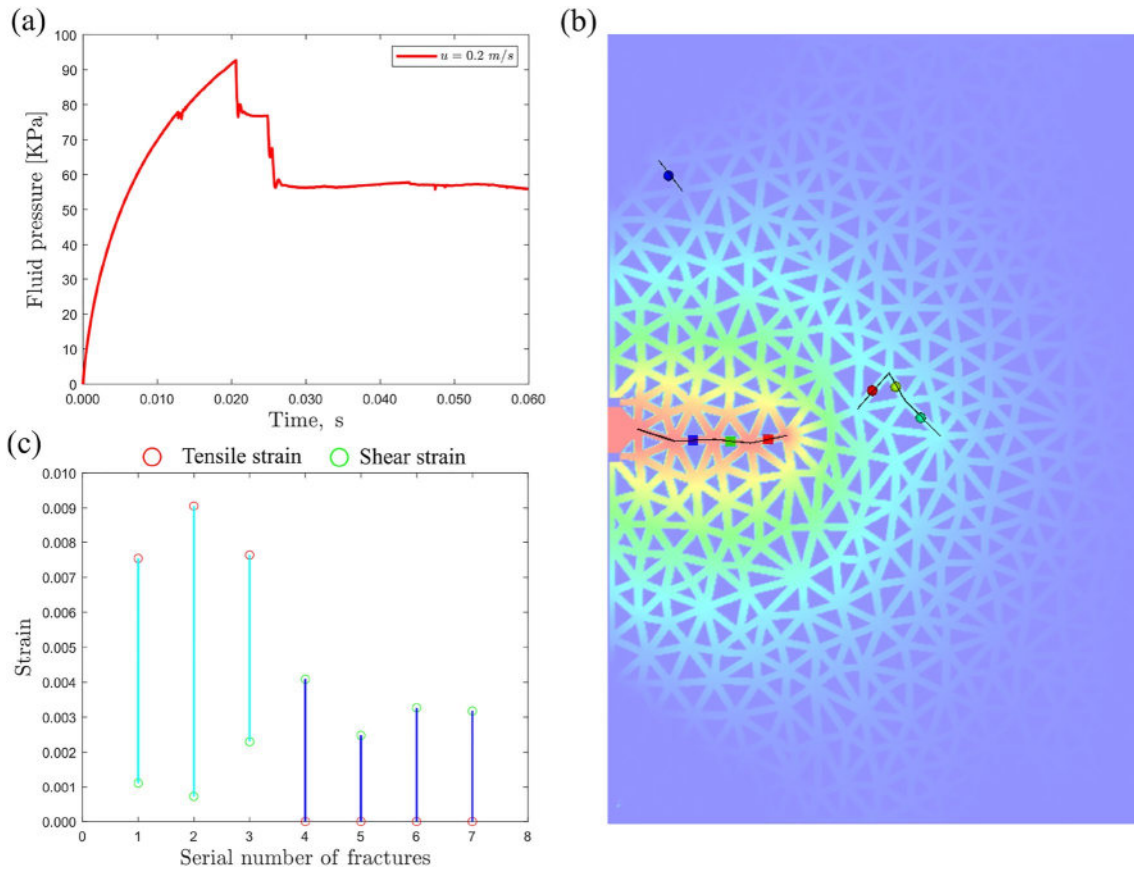 (a)
100
90
80
70
60
50
40
30
20
10
0
Fluid pressure [KPa]
u = 0.2 m/s
0.000 0.010 0.020 0.030 0.040 0.050 0.060
Time, s
(b)
(c)
Tensile strain Shear strain
0.010
0.009
0.008
0.007
0.006
0.005
0.004
0.003
0.002
0.001
0.000
Strain
0 1 2 3 4 5 6 7 8
Serial number of fractures